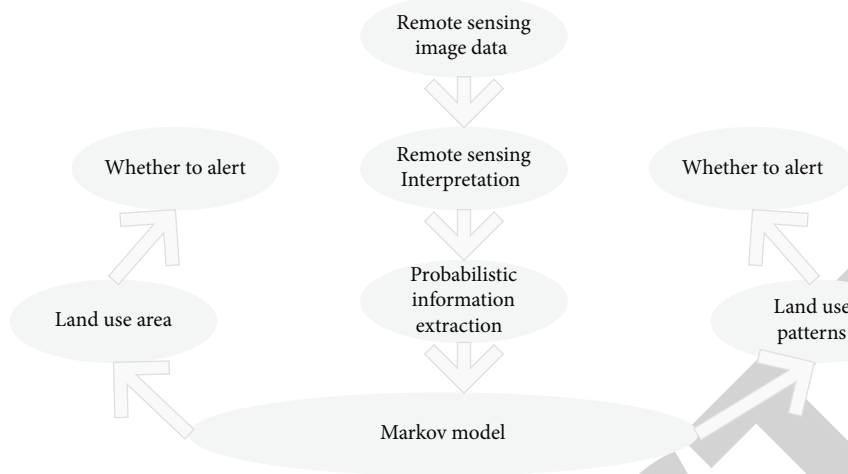 Remote sensing
image data
Whether to alert
Remote sensing
Interpretation
Whether to alert
Probabilistic
information
extraction
Land use area
Land use
patterns
Markov model